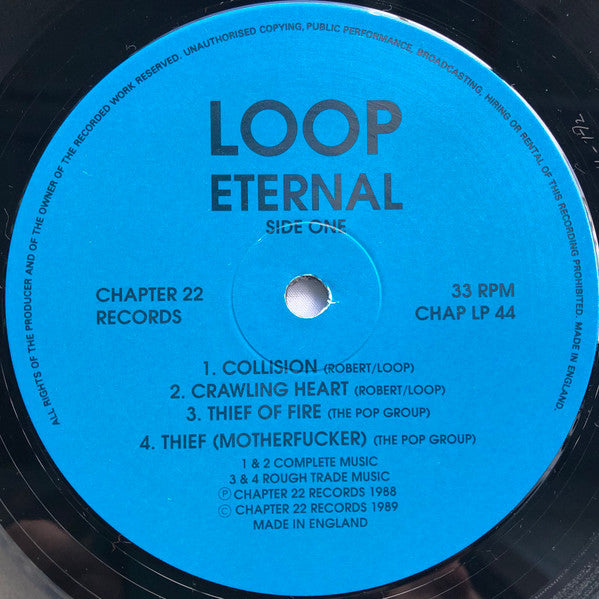 ALL RIGHTS OF THE PRODUCER AND OF THE OWNER OF THE RECORDED WORK RESERVED. UNAUTHORISED COPYING, PUBLIC PERFORMANCE, BROADCASTING, HIRING OR RENTAL OF THIS RECORDING PROHIBITED. MADE IN ENGLAND.
LOOP
ETERNAL
SIDE ONE
CHAPTER 22
RECORDS
33 RPM
CHAP LP 44
1. COLLISION (ROBERT/LOOP)
2. CRAWLING HEART (ROBERT/LOOP)
3. THIEF OF FIRE (THE POP GROUP)
4. THIEF (MOTHERFUCKER) (THE POP GROUP)
1 & 2 COMPLETE MUSIC
3 & 4 ROUGH TRADE MUSIC
Ⓟ CHAPTER 22 RECORDS 1988
© CHAPTER 22 RECORDS 1989
MADE IN ENGLAND